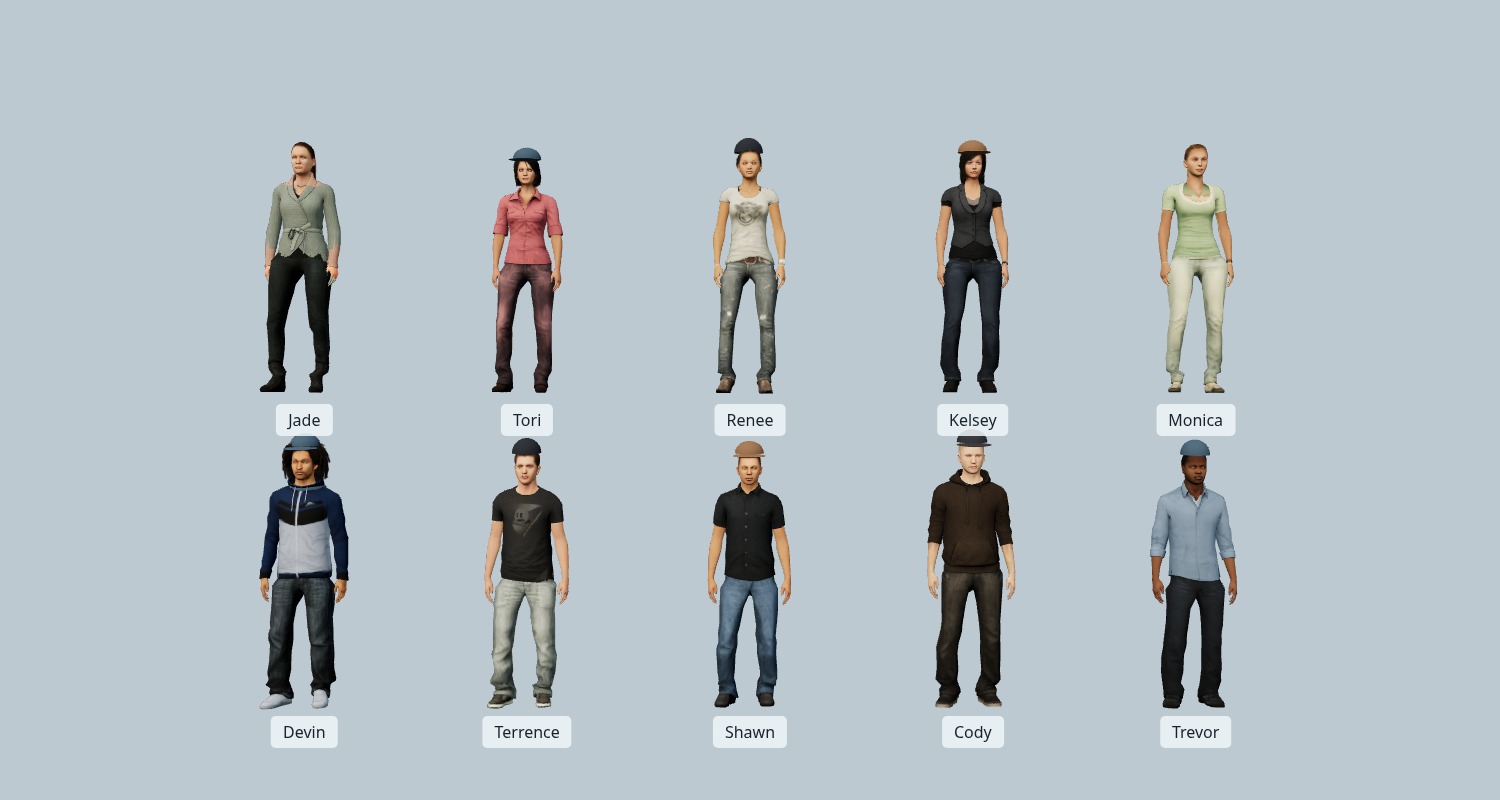 Jade
Tori
Renee
Kelsey
Monica
Devin
Terrence
Shawn
Cody
Trevor